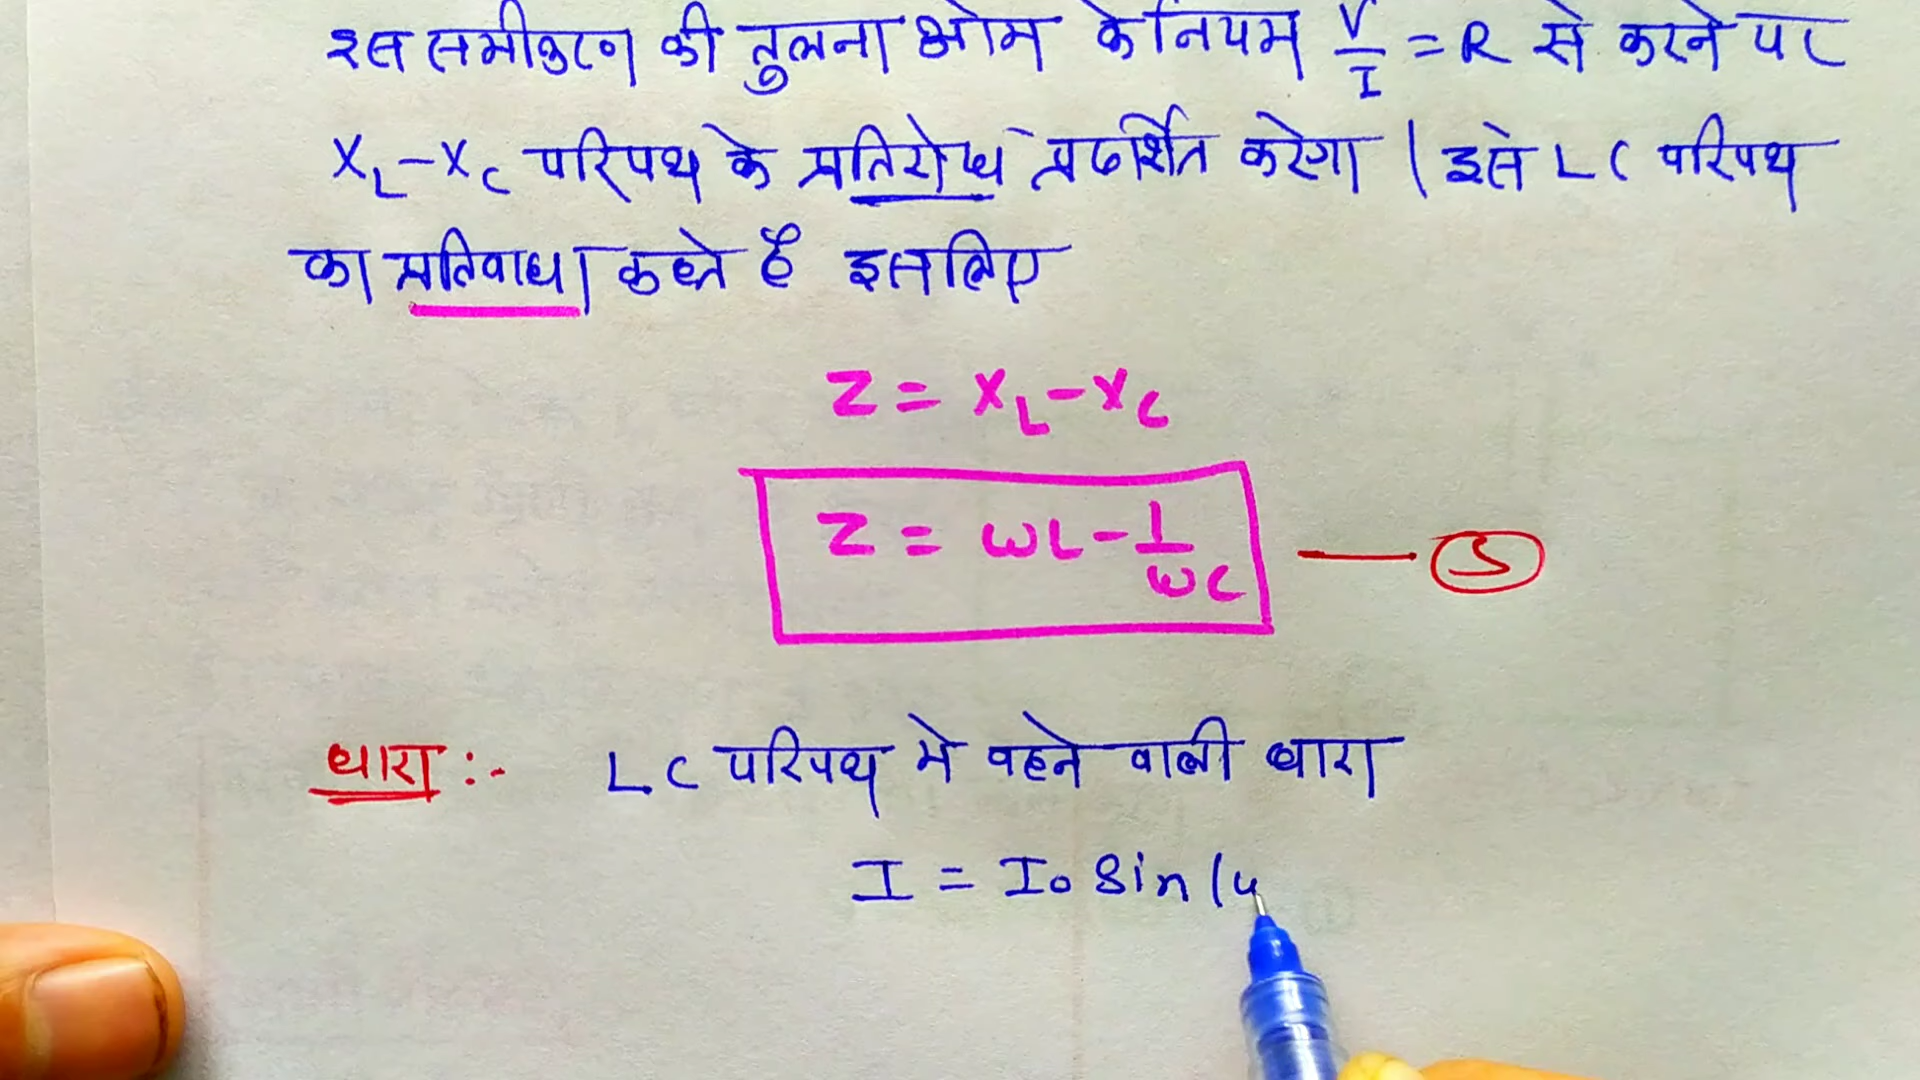 इस समीकरण की तुलना ओम के नियम V/I = R से करने पर
XL-XC परिपथ के प्रतिरोध प्रदर्शित करेगा | इसे LC परिपथ
का प्रतिबाधा कहते है इसलिए
Z = XL-XC
Z = ωL - 1/ωC — 5
धारा :- LC परिपथ मे बहने वाली धारा
I = I0 Sin (